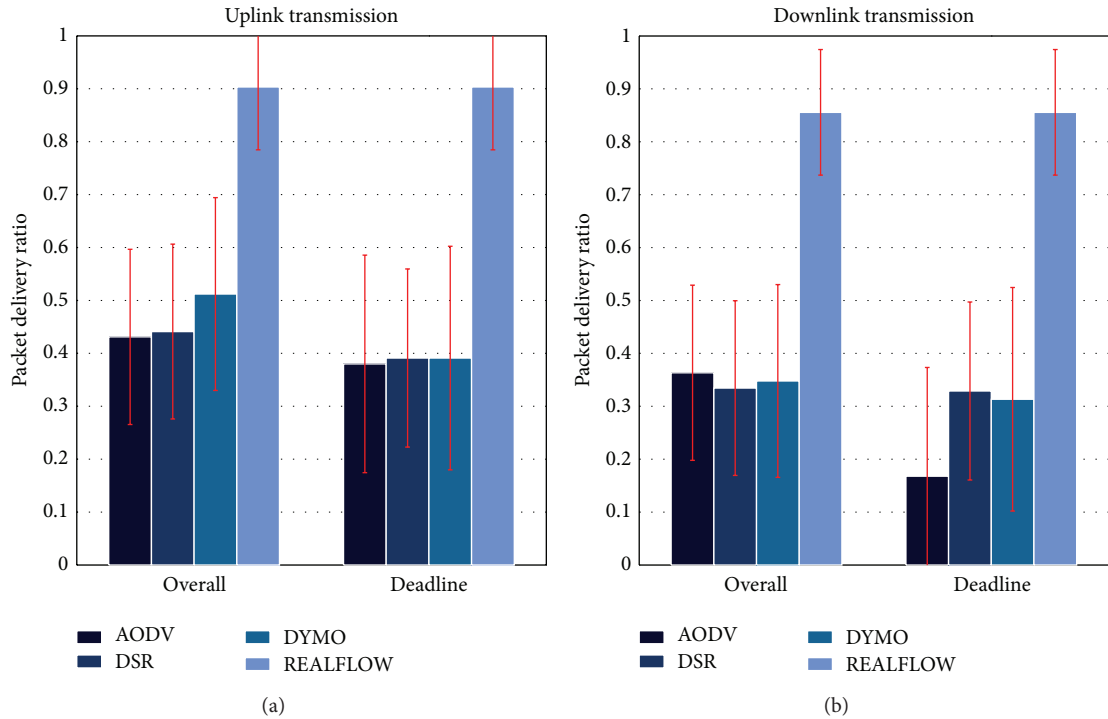 Uplink transmission
Packet delivery ratio
1
0.9
0.8
0.7
0.6
0.5
0.4
0.3
0.2
0.1
0
Overall
Deadline
AODV
DSR
DYMO
REALFLOW
(a)
Downlink transmission
Packet delivery ratio
1
0.9
0.8
0.7
0.6
0.5
0.4
0.3
0.2
0.1
0
Overall
Deadline
AODV
DSR
DYMO
REALFLOW
(b)